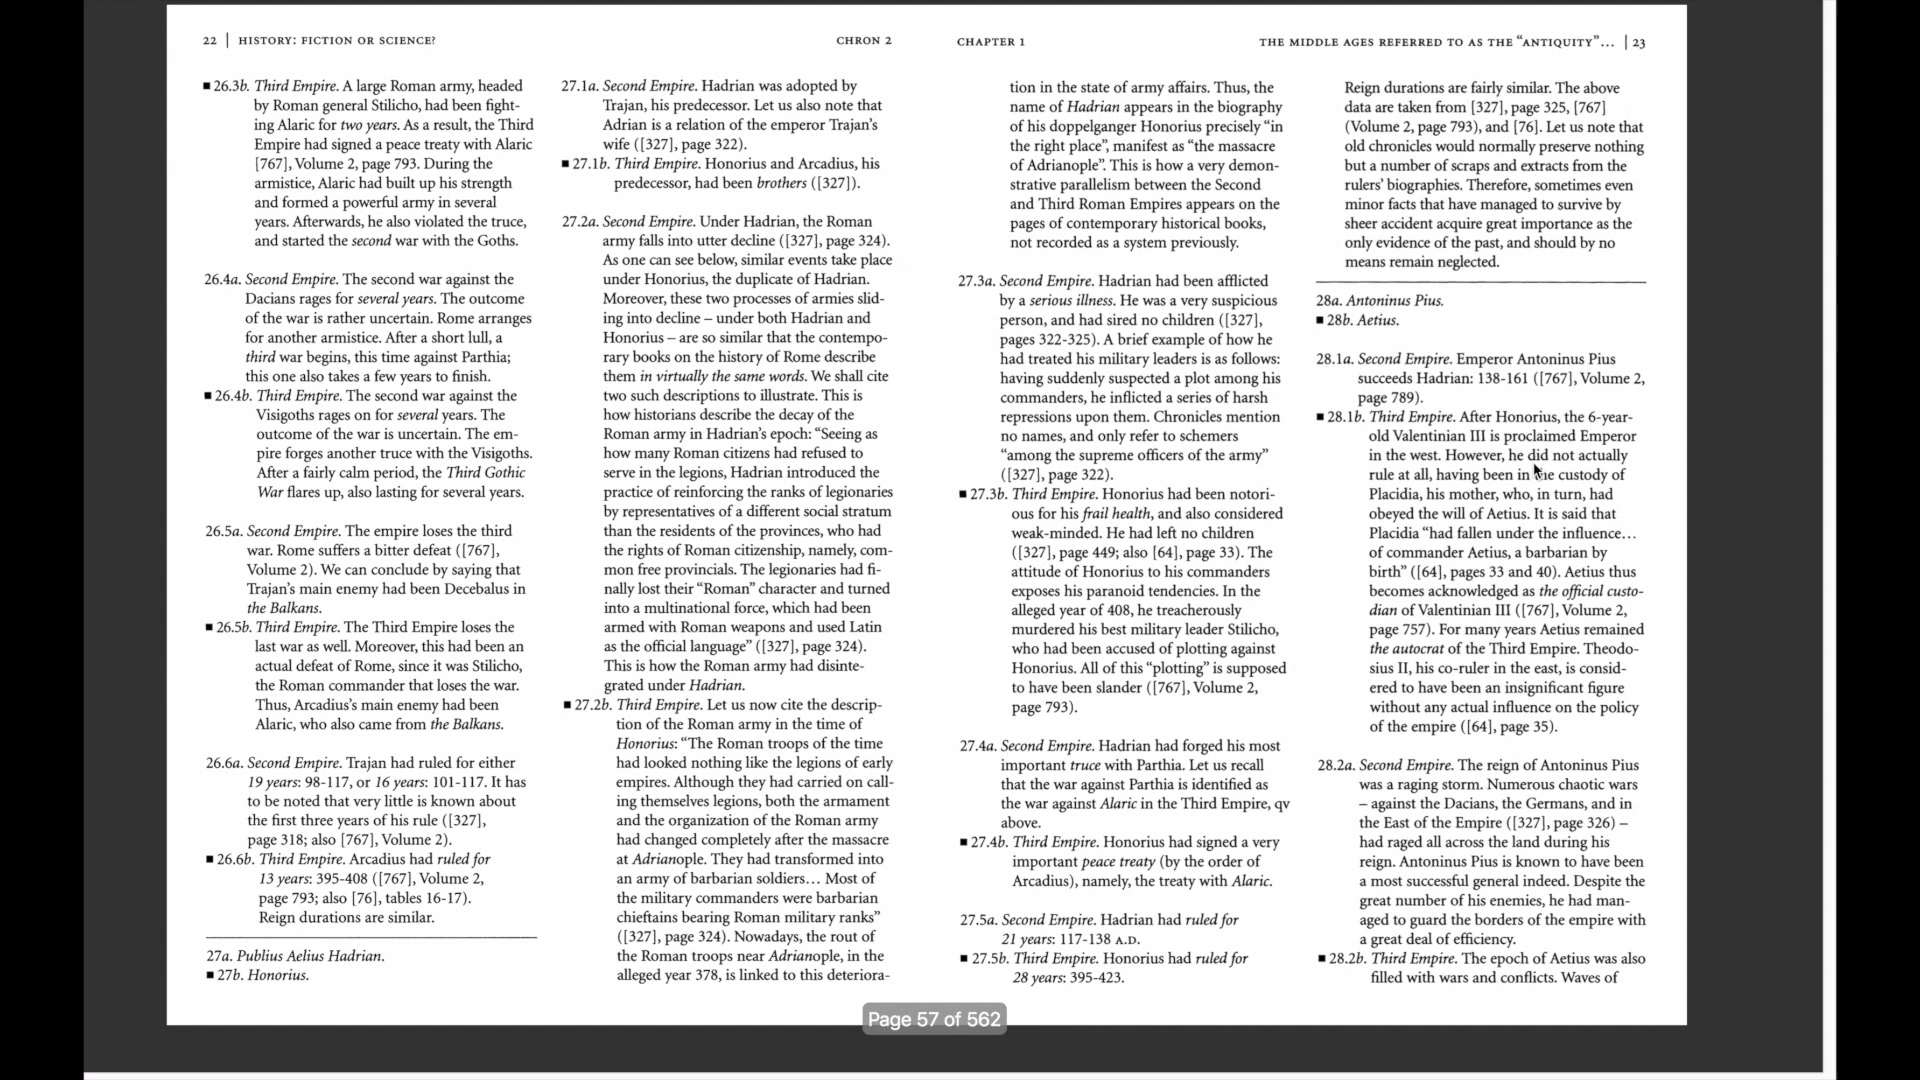 22 | HISTORY: FICTION OR SCIENCE?
CHRON 2
■ 26.3b. Third Empire. A large Roman army, headed
by Roman general Stilicho, had been fight-
ing Alaric for two years. As a result, the Third
Empire had signed a peace treaty with Alaric
[767], Volume 2, page 793. During the
armistice, Alaric had built up his strength
and formed a powerful army in several
years. Afterwards, he also violated the truce,
and started the second war with the Goths.
26.4a. Second Empire. The second war against the
Dacians rages for several years. The outcome
of the war is rather uncertain. Rome arranges
for another armistice. After a short lull, a
third war begins, this time against Parthia;
this one also takes a few years to finish.
■ 26.4b. Third Empire. The second war against the
Visigoths rages on for several years. The
outcome of the war is uncertain. The em-
pire forges another truce with the Visigoths.
After a fairly calm period, the Third Gothic
War flares up, also lasting for several years.
26.5a. Second Empire. The empire loses the third
war. Rome suffers a bitter defeat ([767],
Volume 2). We can conclude by saying that
Trajan's main enemy had been Decebalus in
the Balkans.
■ 26.5b. Third Empire. The Third Empire loses the
last war as well. Moreover, this had been an
actual defeat of Rome, since it was Stilicho,
the Roman commander that loses the war.
Thus, Arcadius's main enemy had been
Alaric, who also came from the Balkans.
26.6a. Second Empire. Trajan had ruled for either
19 years: 98-117, or 16 years: 101-117. It has
to be noted that very little is known about
the first three years of his rule ([327],
page 318; also [767], Volume 2).
■ 26.6b. Third Empire. Arcadius had ruled for
13 years: 395-408 ([767], Volume 2,
page 793; also [76], tables 16-17).
Reign durations are similar.
27a. Publius Aelius Hadrian.
■ 27b. Honorius.
27.1a. Second Empire. Hadrian was adopted by
Trajan, his predecessor. Let us also note that
Adrian is a relation of the emperor Trajan's
wife ([327], page 322).
■ 27.1b. Third Empire. Honorius and Arcadius, his
predecessor, had been brothers ([327]).
27.2a. Second Empire. Under Hadrian, the Roman
army falls into utter decline ([327], page 324).
As one can see below, similar events take place
under Honorius, the duplicate of Hadrian.
Moreover, these two processes of armies slid-
ing into decline – under both Hadrian and
Honorius – are so similar that the contempo-
rary books on the history of Rome describe
them in virtually the same words. We shall cite
two such descriptions to illustrate. This is
how historians describe the decay of the
Roman army in Hadrian's epoch: "Seeing as
how many Roman citizens had refused to
serve in the legions, Hadrian introduced the
practice of reinforcing the ranks of legionaries
by representatives of a different social stratum
than the residents of the provinces, who had
the rights of Roman citizenship, namely, com-
mon free provincials. The legionaries had fi-
nally lost their "Roman" character and turned
into a multinational force, which had been
armed with Roman weapons and used Latin
as the official language" ([327], page 324).
This is how the Roman army had disinte-
grated under Hadrian.
■ 27.2b. Third Empire. Let us now cite the descrip-
tion of the Roman army in the time of
Honorius: "The Roman troops of the time
had looked nothing like the legions of early
empires. Although they had carried on call-
ing themselves legions, both the armament
and the organization of the Roman army
had changed completely after the massacre
at Adrianople. They had transformed into
an army of barbarian soldiers... Most of
the military commanders were barbarian
chieftains bearing Roman military ranks"
([327], page 324). Nowadays, the rout of
the Roman troops near Adrianople, in the
alleged year 378, is linked to this deteriora-
CHAPTER 1
THE MIDDLE AGES REFERRED TO AS THE "ANTIQUITY"... | 23
tion in the state of army affairs. Thus, the
name of Hadrian appears in the biography
of his doppelganger Honorius precisely "in
the right place", manifest as "the massacre
of Adrianople". This is how a very demon-
strative parallelism between the Second
and Third Roman Empires appears on the
pages of contemporary historical books,
not recorded as a system previously.
27.3a. Second Empire. Hadrian had been afflicted
by a serious illness. He was a very suspicious
person, and had sired no children ([327],
pages 322-325). A brief example of how he
had treated his military leaders is as follows:
having suddenly suspected a plot among his
commanders, he inflicted a series of harsh
repressions upon them. Chronicles mention
no names, and only refer to schemers
"among the supreme officers of the army"
([327], page 322).
■ 27.3b. Third Empire. Honorius had been notori-
ous for his frail health, and also considered
weak-minded. He had left no children
([327], page 449; also [64], page 33). The
attitude of Honorius to his commanders
exposes his paranoid tendencies. In the
alleged year of 408, he treacherously
murdered his best military leader Stilicho,
who had been accused of plotting against
Honorius. All of this "plotting" is supposed
to have been slander ([767], Volume 2,
page 793).
27.4a. Second Empire. Hadrian had forged his most
important truce with Parthia. Let us recall
that the war against Parthia is identified as
the war against Alaric in the Third Empire, qv
above.
■ 27.4b. Third Empire. Honorius had signed a very
important peace treaty (by the order of
Arcadius), namely, the treaty with Alaric.
27.5a. Second Empire. Hadrian had ruled for
21 years: 117-138 A.D.
■ 27.5b. Third Empire. Honorius had ruled for
28 years: 395-423.
Reign durations are fairly similar. The above
data are taken from [327], page 325, [767]
(Volume 2, page 793), and [76]. Let us note that
old chronicles would normally preserve nothing
but a number of scraps and extracts from the
rulers' biographies. Therefore, sometimes even
minor facts that have managed to survive by
sheer accident acquire great importance as the
only evidence of the past, and should by no
means remain neglected.
28a. Antoninus Pius.
■ 28b. Aetius.
28.1a. Second Empire. Emperor Antoninus Pius
succeeds Hadrian: 138-161 ([767], Volume 2,
page 789).
■ 28.1b. Third Empire. After Honorius, the 6-year-
old Valentinian III is proclaimed Emperor
in the west. However, he did not actually
rule at all, having been in the custody of
Placidia, his mother, who, in turn, had
obeyed the will of Aetius. It is said that
Placidia "had fallen under the influence...
of commander Aetius, a barbarian by
birth" ([64], pages 33 and 40). Aetius thus
becomes acknowledged as the official custo-
dian of Valentinian III ([767], Volume 2,
page 757). For many years Aetius remained
the autocrat of the Third Empire. Theodo-
sius II, his co-ruler in the east, is consid-
ered to have been an insignificant figure
without any actual influence on the policy
of the empire ([64], page 35).
28.2a. Second Empire. The reign of Antoninus Pius
was a raging storm. Numerous chaotic wars
– against the Dacians, the Germans, and in
the East of the Empire ([327], page 326) –
had raged all across the land during his
reign. Antoninus Pius is known to have been
a most successful general indeed. Despite the
great number of his enemies, he had man-
aged to guard the borders of the empire with
a great deal of efficiency.
■ 28.2b. Third Empire. The epoch of Aetius was also
filled with wars and conflicts. Waves of
Page 57 of 562